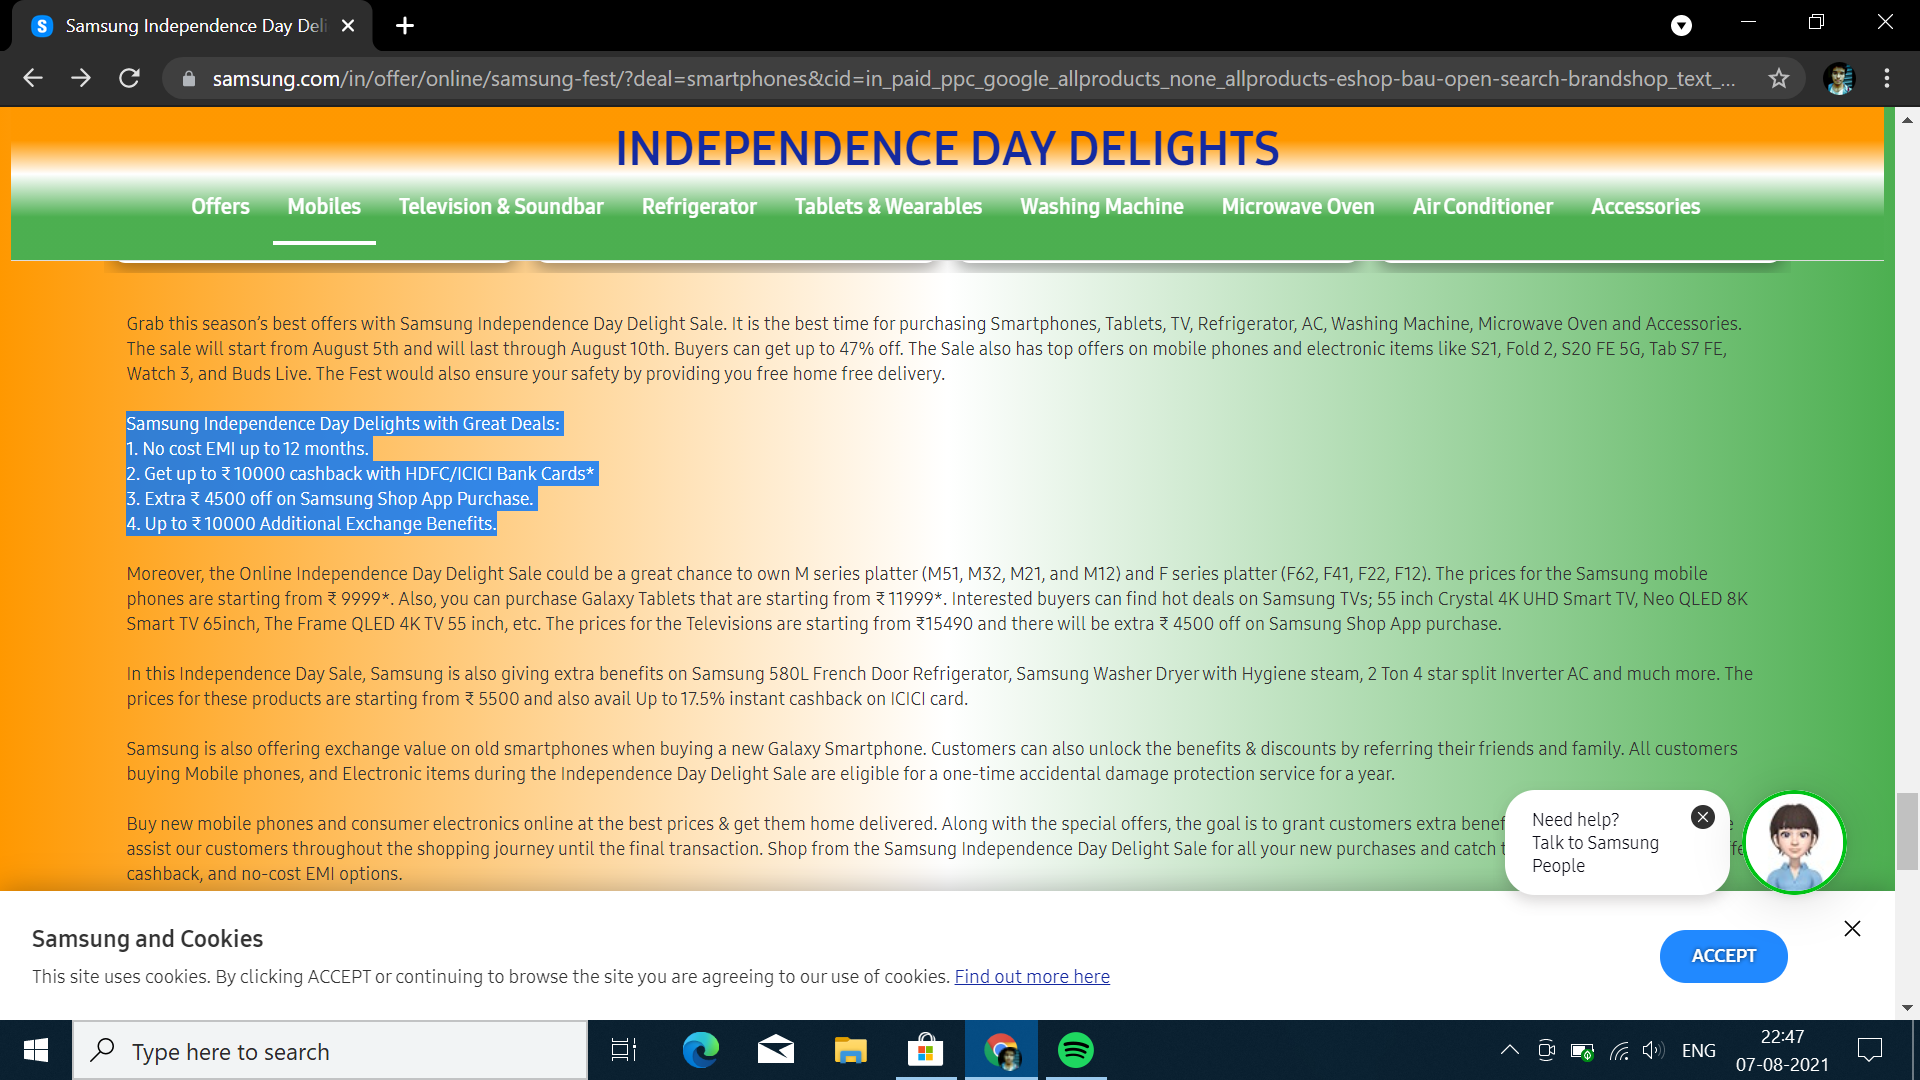 Samsung Independence Day Deli
samsung.com/in/offer/online/samsung-fest/?deal=smartphones&cid=in_paid_ppc_google_allproducts_none_allproducts-eshop-bau-open-search-brandshop_text_...
INDEPENDENCE DAY DELIGHTS
Offers Mobiles Television & Soundbar Refrigerator Tablets & Wearables Washing Machine Microwave Oven Air Conditioner Accessories
Grab this season's best offers with Samsung Independence Day Delight Sale. It is the best time for purchasing Smartphones, Tablets, TV, Refrigerator, AC, Washing Machine, Microwave Oven and Accessories.
The sale will start from August 5th and will last through August 10th. Buyers can get up to 47% off. The Sale also has top offers on mobile phones and electronic items like S21, Fold 2, S20 FE 5G, Tab S7 FE,
Watch 3, and Buds Live. The Fest would also ensure your safety by providing you free home free delivery.
Samsung Independence Day Delights with Great Deals:
1. No cost EMI up to 12 months.
2. Get up to ₹ 10000 cashback with HDFC/ICICI Bank Cards*
3. Extra ₹ 4500 off on Samsung Shop App Purchase.
4. Up to ₹ 10000 Additional Exchange Benefits.
Moreover, the Online Independence Day Delight Sale could be a great chance to own M series platter (M51, M32, M21, and M12) and F series platter (F62, F41, F22, F12). The prices for the Samsung mobile
phones are starting from ₹ 9999*. Also, you can purchase Galaxy Tablets that are starting from ₹ 11999*. Interested buyers can find hot deals on Samsung TVs; 55 inch Crystal 4K UHD Smart TV, Neo QLED 8K
Smart TV 65inch, The Frame QLED 4K TV 55 inch, etc. The prices for the Televisions are starting from ₹15490 and there will be extra ₹ 4500 off on Samsung Shop App purchase.
In this Independence Day Sale, Samsung is also giving extra benefits on Samsung 580L French Door Refrigerator, Samsung Washer Dryer with Hygiene steam, 2 Ton 4 star split Inverter AC and much more. The
prices for these products are starting from ₹ 5500 and also avail Up to 17.5% instant cashback on ICICI card.
Samsung is also offering exchange value on old smartphones when buying a new Galaxy Smartphone. Customers can also unlock the benefits & discounts by referring their friends and family. All customers
buying Mobile phones, and Electronic items during the Independence Day Delight Sale are eligible for a one-time accidental damage protection service for a year.
Buy new mobile phones and consumer electronics online at the best prices & get them home delivered. Along with the special offers, the goal is to grant customers extra benef
assist our customers throughout the shopping journey until the final transaction. Shop from the Samsung Independence Day Delight Sale for all your new purchases and catch
cashback, and no-cost EMI options.
Need help?
Talk to Samsung
People
Samsung and Cookies
This site uses cookies. By clicking ACCEPT or continuing to browse the site you are agreeing to our use of cookies. Find out more here
ACCEPT
Type here to search
ENG
22:47
07-08-2021